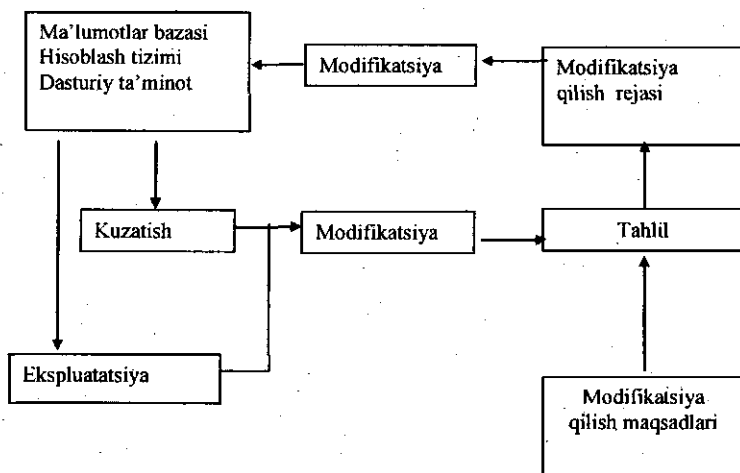 Ma'lumotlar bazasi
Hisoblash tizimi
Dasturiy ta'minot
Modifikatsiya
Modifikatsiya
qilish rejasi
Kuzatish
Modifikatsiya
Tahlil
Ekspluatatsiya
Modifikatsiya
qilish maqsadlari